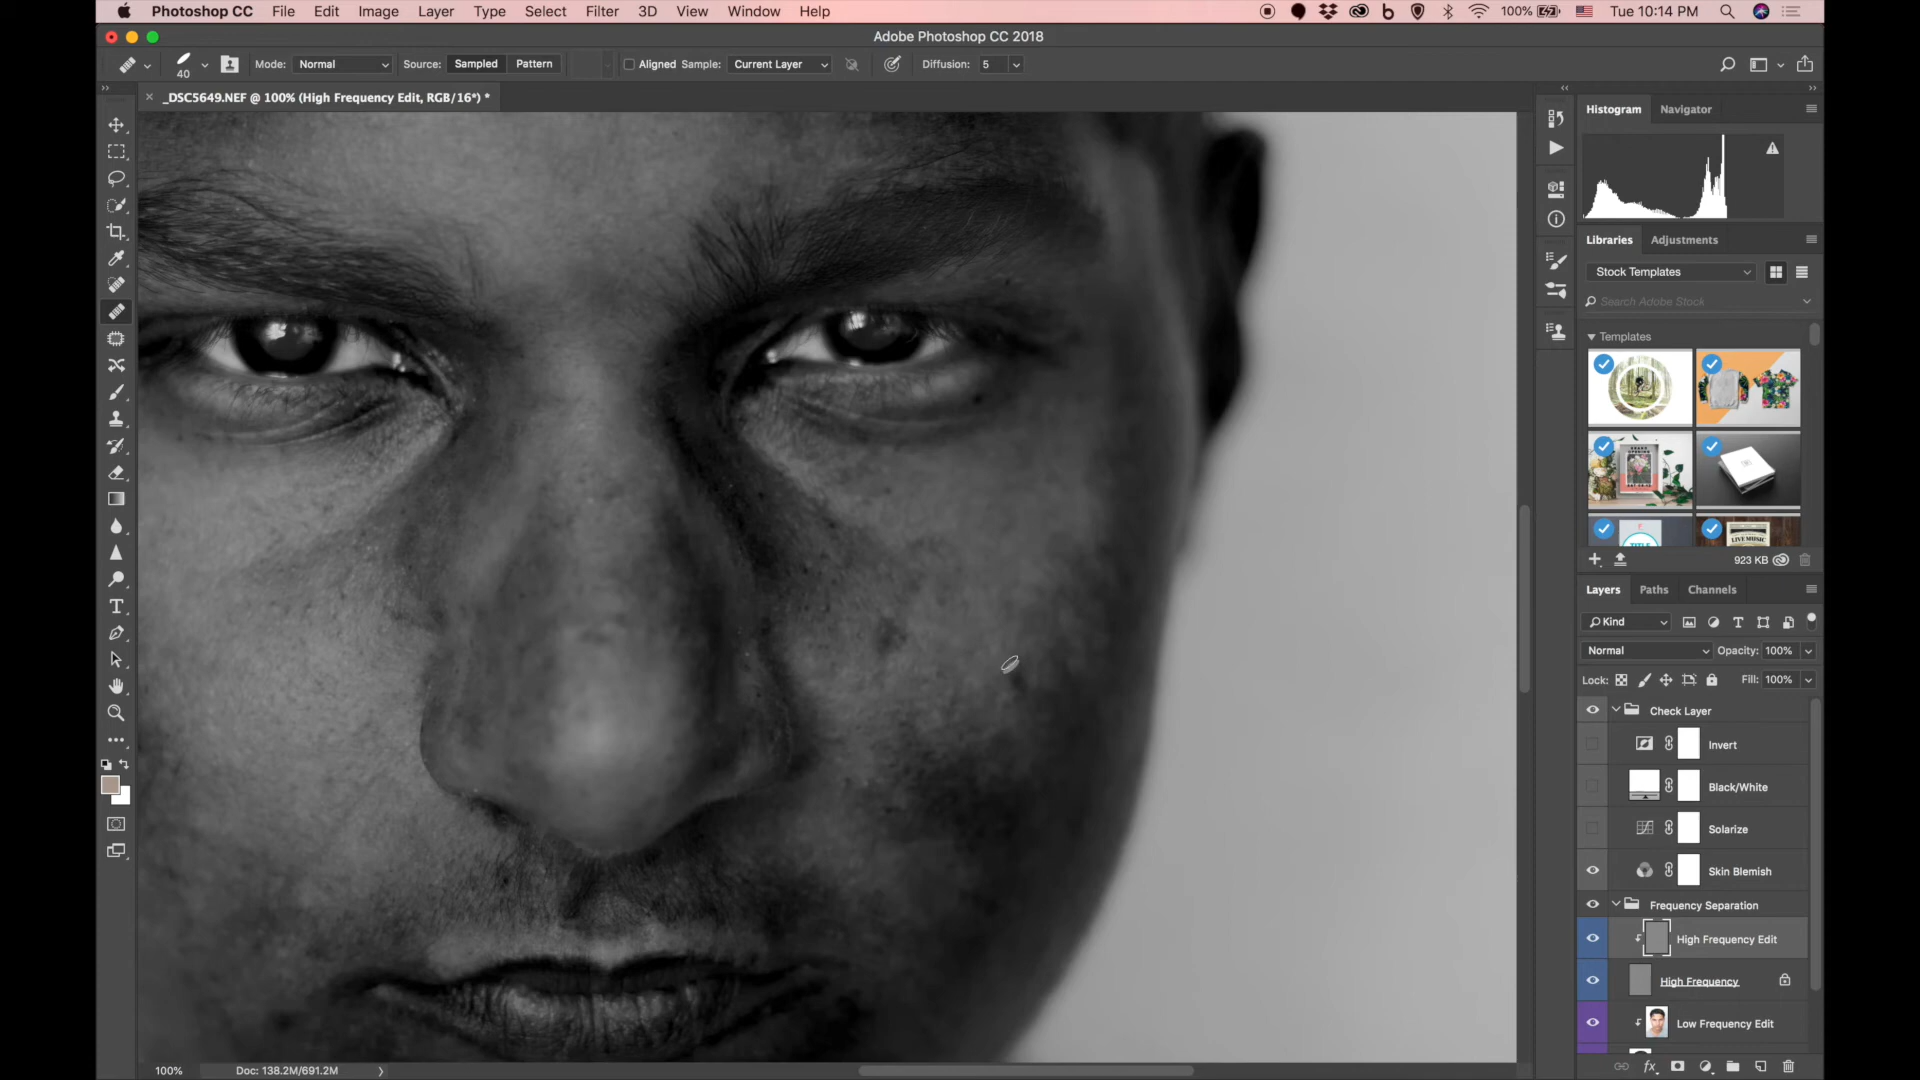 Photoshop CC File Edit Image Layer Type Select Filter 3D View Window Help 100% Tue 10:14 PM
Adobe Photoshop CC 2018
40 Mode: Normal Source: Sampled Pattern Aligned Sample: Current Layer Diffusion: 5
_DSC5649.NEF @ 100% (High Frequency Edit, RGB/16*) *
Histogram Navigator
Libraries Adjustments
Stock Templates
Search Adobe Stock
Templates
LIVE MUSIC
923 KB
Layers Paths Channels
Kind
Normal Opacity: 100%
Lock: Fill: 100%
Check Layer
Invert
Black/White
Solarize
Skin Blemish
Frequency Separation
High Frequency Edit
High Frequency
Low Frequency Edit
100% Doc: 138.2M/691.2M
fx